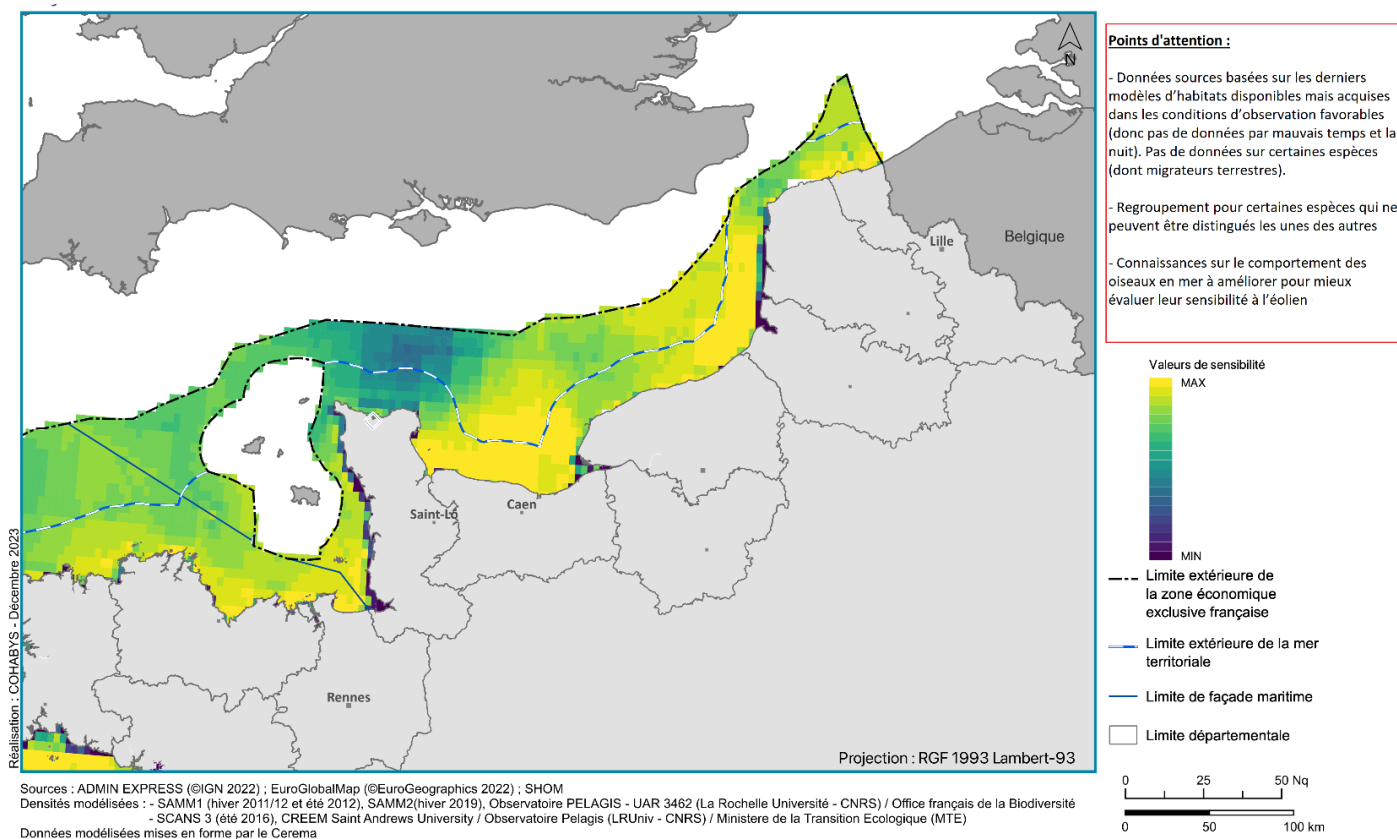 N
Lille
Belgique
Saint-Lô
Caen
Rennes
Projection : RGF 1993 Lambert-93
Réalisation : COHABYS - Décembre 2023
Points d'attention :
- Données sources basées sur les derniers
modèles d'habitats disponibles mais acquises
dans les conditions d'observation favorables
(donc pas de données par mauvais temps et la
nuit). Pas de données sur certaines espèces
(dont migrateurs terrestres).
- Regroupement pour certaines espèces qui ne
peuvent être distingués les unes des autres
- Connaissances sur le comportement des
oiseaux en mer à améliorer pour mieux
évaluer leur sensibilité à l'éolien
Valeurs de sensibilité
MAX
MIN
Limite extérieure de
la zone économique
exclusive française
Limite extérieure de la mer
territoriale
Limite de façade maritime
Limite départementale
0 25 50 Nq
0 50 100 km
Sources : ADMIN EXPRESS (©IGN 2022) ; EuroGlobalMap (©EuroGeographics 2022) ; SHOM
Densités modélisées : - SAMM1 (hiver 2011/12 et été 2012), SAMM2(hiver 2019), Observatoire PELAGIS - UAR 3462 (La Rochelle Université - CNRS) / Office français de la Biodiversité
- SCANS 3 (été 2016), CREEM Saint Andrews University / Observatoire Pelagis (LRUniv - CNRS) / Ministere de la Transition Ecologique (MTE)
Données modélisées mises en forme par le Cerema